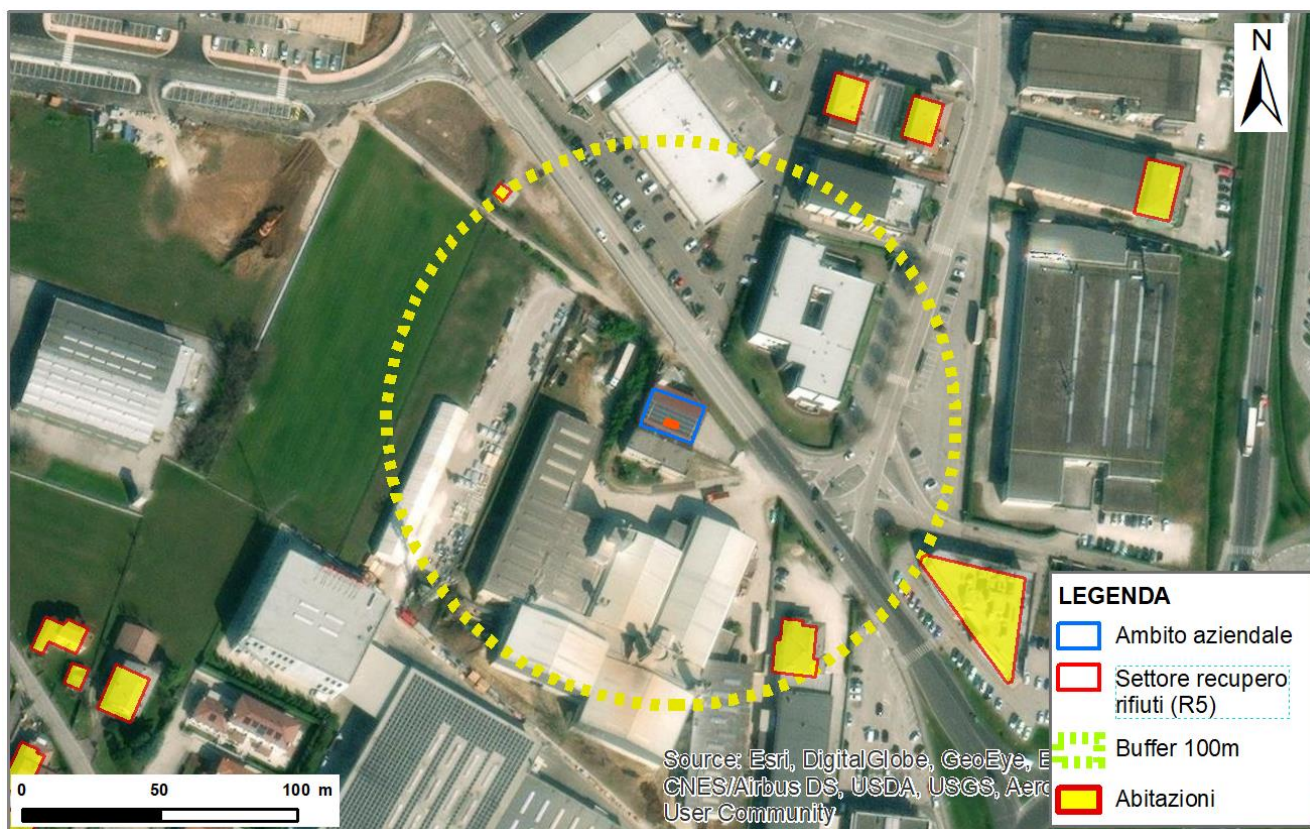 N
LEGENDA
Ambito aziendale
Settore recupero
rifiuti (R5)
Buffer 100m
Abitazioni
0 50 100 m
Source: Esri, DigitalGlobe, GeoEye, E
CNES/Airbus DS, USDA, USGS, Aero
User Community